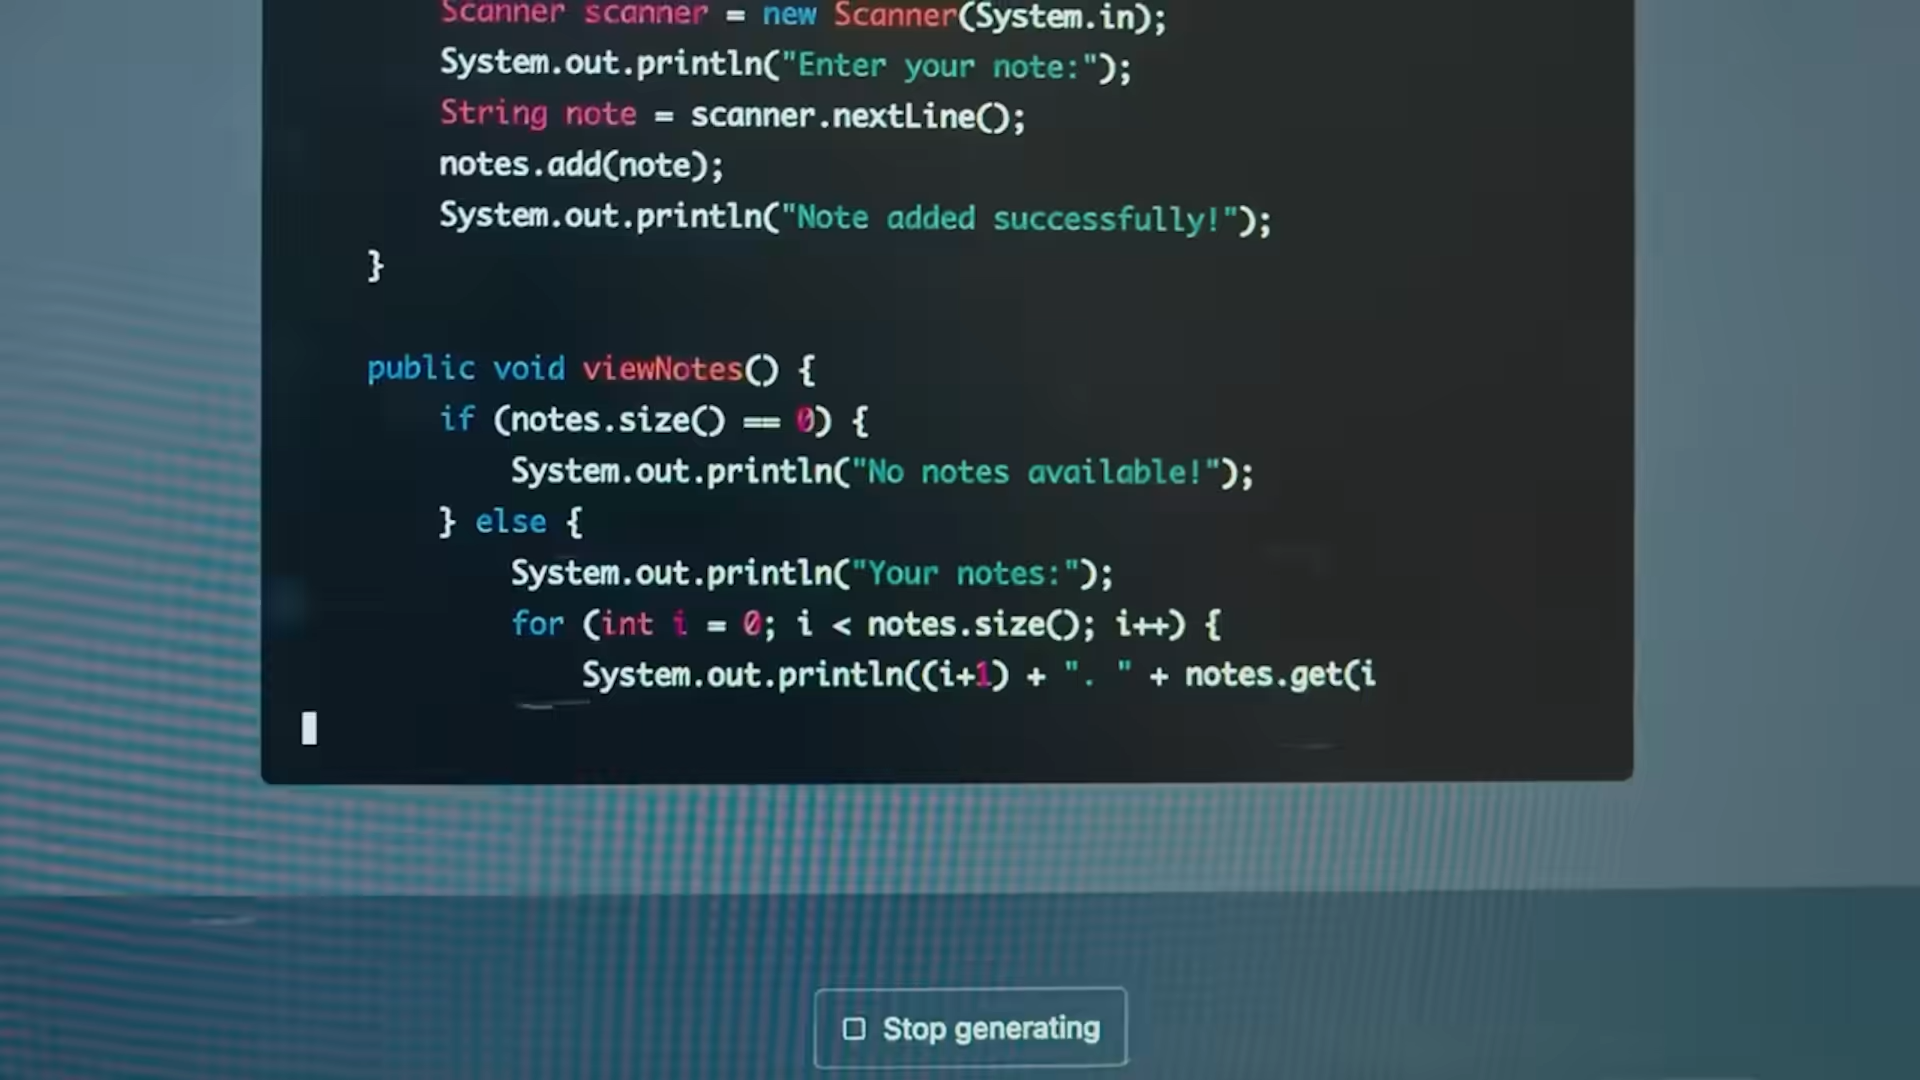 Scanner scanner = new Scanner(System.in);
System.out.println("Enter your note:");
String note = scanner.nextLine();
notes.add(note);
System.out.println("Note added successfully!");
}
public void viewNotes() {
if (notes.size() == 0) {
System.out.println("No notes available!");
} else {
System.out.println("Your notes:");
for (int i = 0; i < notes.size(); i++) {
System.out.println((i+1) + ". " + notes.get(i
Stop generating